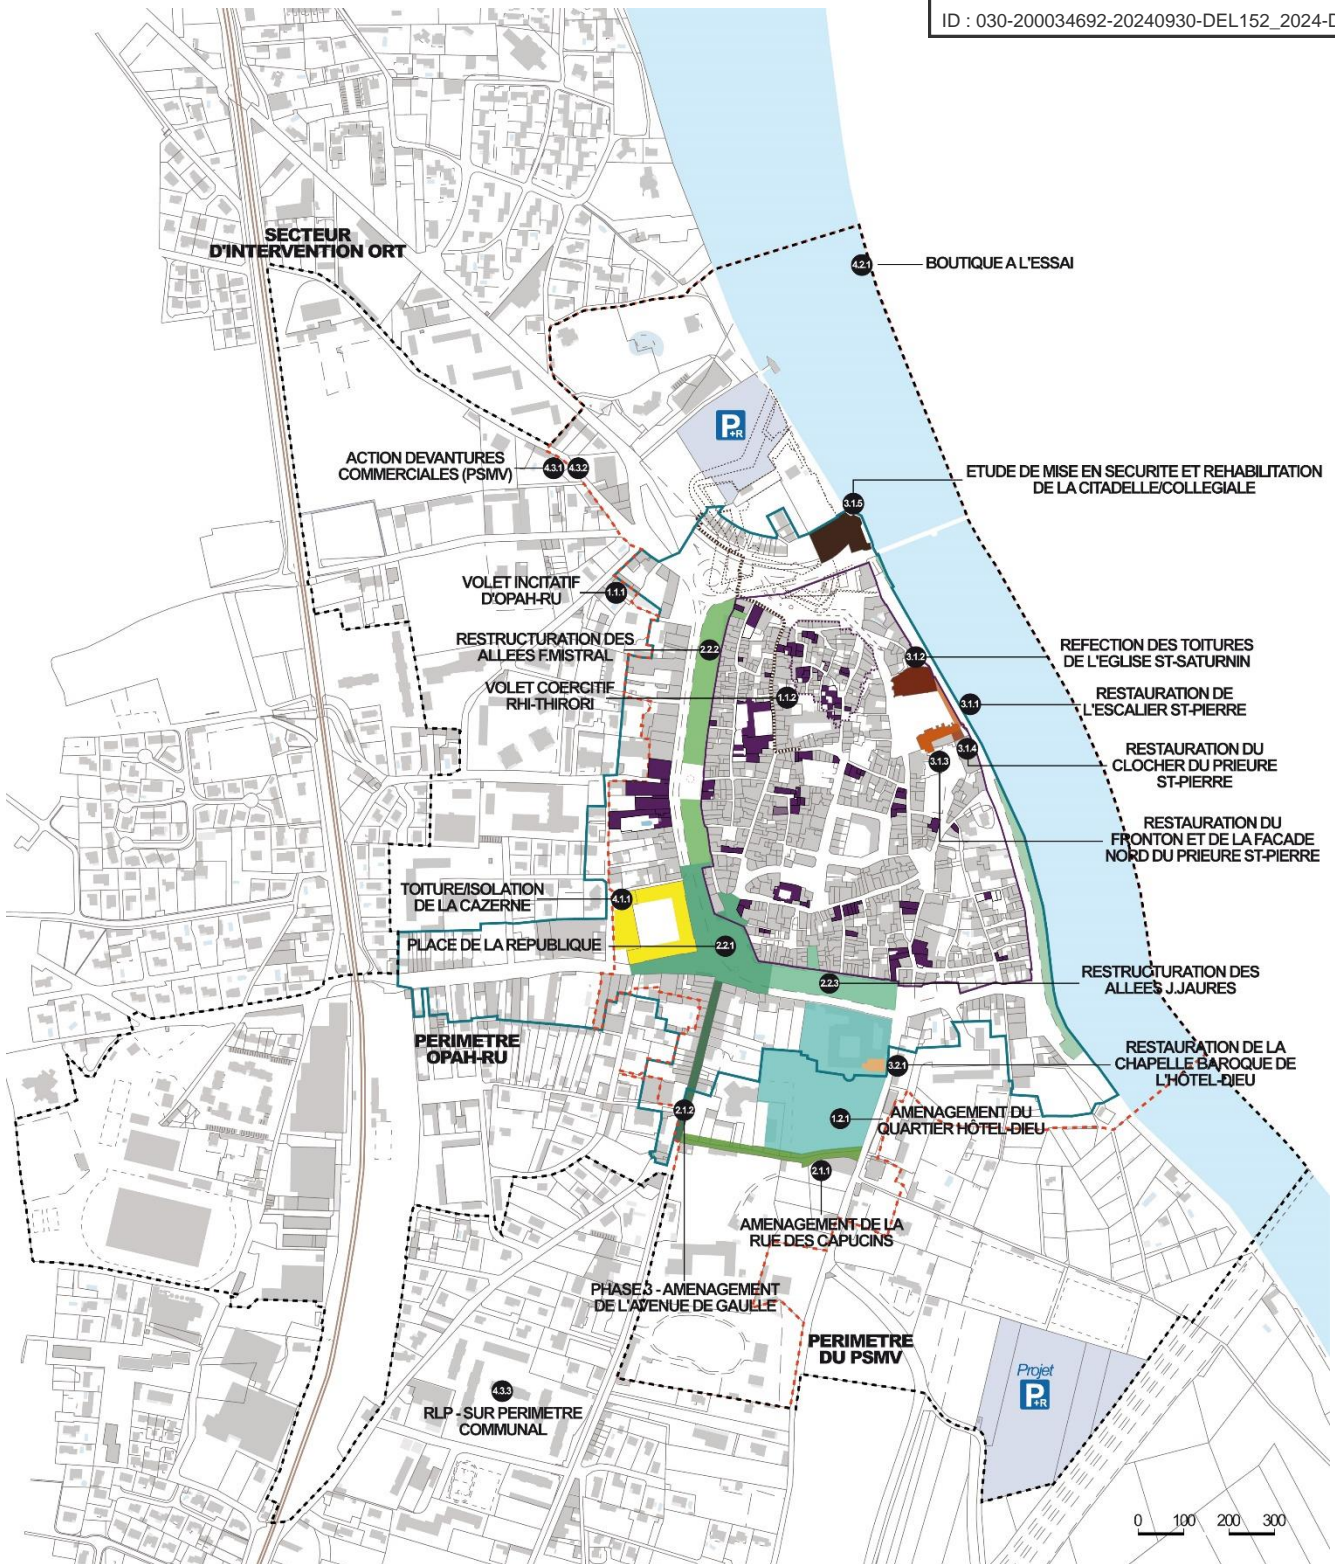 ID : 030-200034692-20240930-DEL152_2024-D
SECTEUR
D'INTERVENTION ORT
4.2.1
BOUTIQUE A L'ESSAI
P+R
ACTION DEVANTURES
COMMERCIALES (PSMV)
4.3.1
4.3.2
ETUDE DE MISE EN SECURITE ET REHABILITATION
DE LA CITADELLE/COLLEGIALE
3.1.5
VOLET INCITATIF
D'OPAH-RU
1.1.1
RESTRUCTURATION DES
ALLEES F.MISTRAL
2.2.2
VOLET COERCITIF
RHI-THIRORI
1.1.2
3.1.2
REFECTION DES TOITURES
DE L'EGLISE ST-SATURNIN
3.1.1
RESTAURATION DE
L'ESCALIER ST-PIERRE
3.1.4
RESTAURATION DU
CLOCHER DU PRIEURE
ST-PIERRE
3.1.3
RESTAURATION DU
FRONTON ET DE LA FACADE
NORD DU PRIEURE ST-PIERRE
TOITURE/ISOLATION
DE LA CAZERNE
4.1.1
PLACE DE LA REPUBLIQUE
2.2.1
2.2.3
RESTRUCTURATION DES
ALLEES J.JAURES
PERIMETRE
OPAH-RU
3.2.1
RESTAURATION DE LA
CHAPELLE BAROQUE DE
L'HÔTEL-DIEU
2.1.2
1.2.1
AMENAGEMENT DU
QUARTIER HÔTEL-DIEU
2.1.1
AMENAGEMENT DE LA
RUE DES CAPUCINS
PHASE 3 - AMENAGEMENT
DE L'AVENUE DE GAULLE
PERIMETRE
DU PSMV
Projet
P+R
4.3.3
RLP - SUR PERIMETRE
COMMUNAL
0 100 200 300